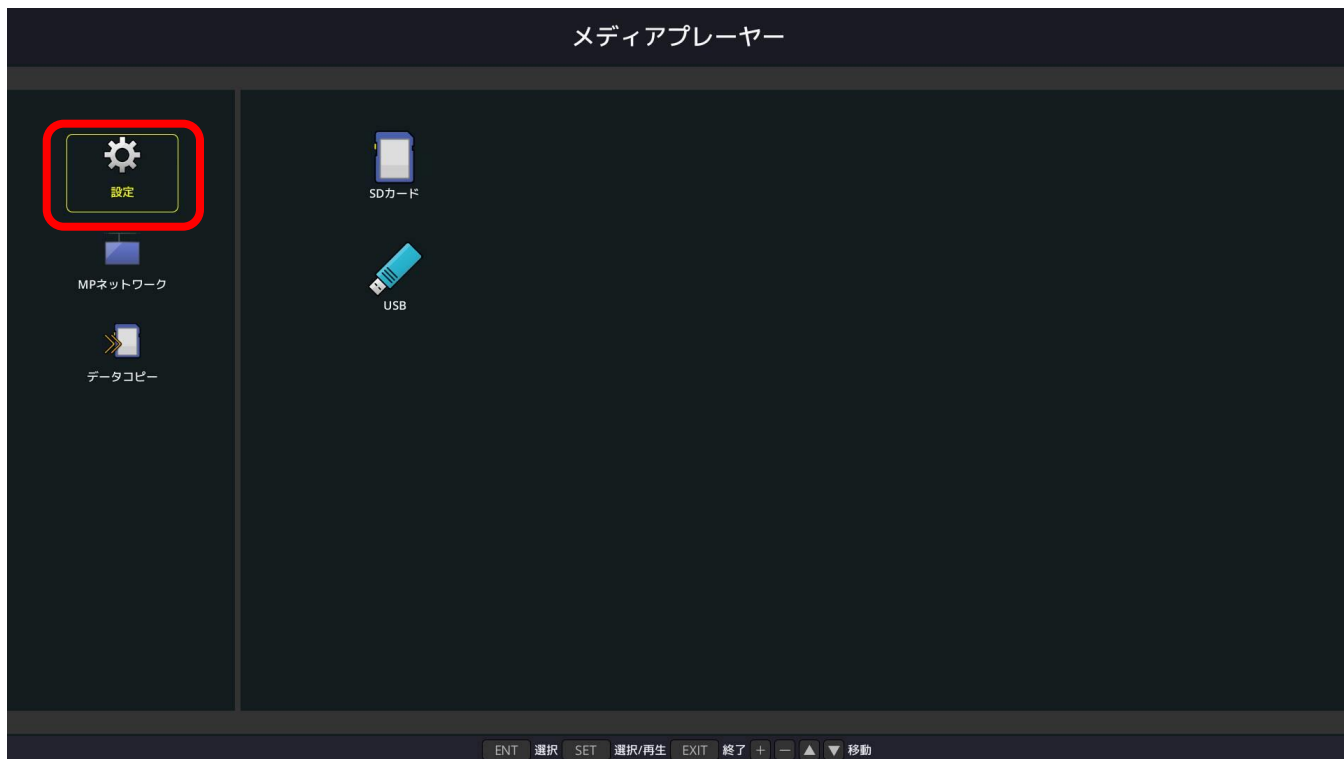 メディアプレーヤー
設定
MPネットワーク
データコピー
SDカード
USB
ENT 選択 SET 選択/再生 EXIT 終了 + − ▲ ▼ 移動